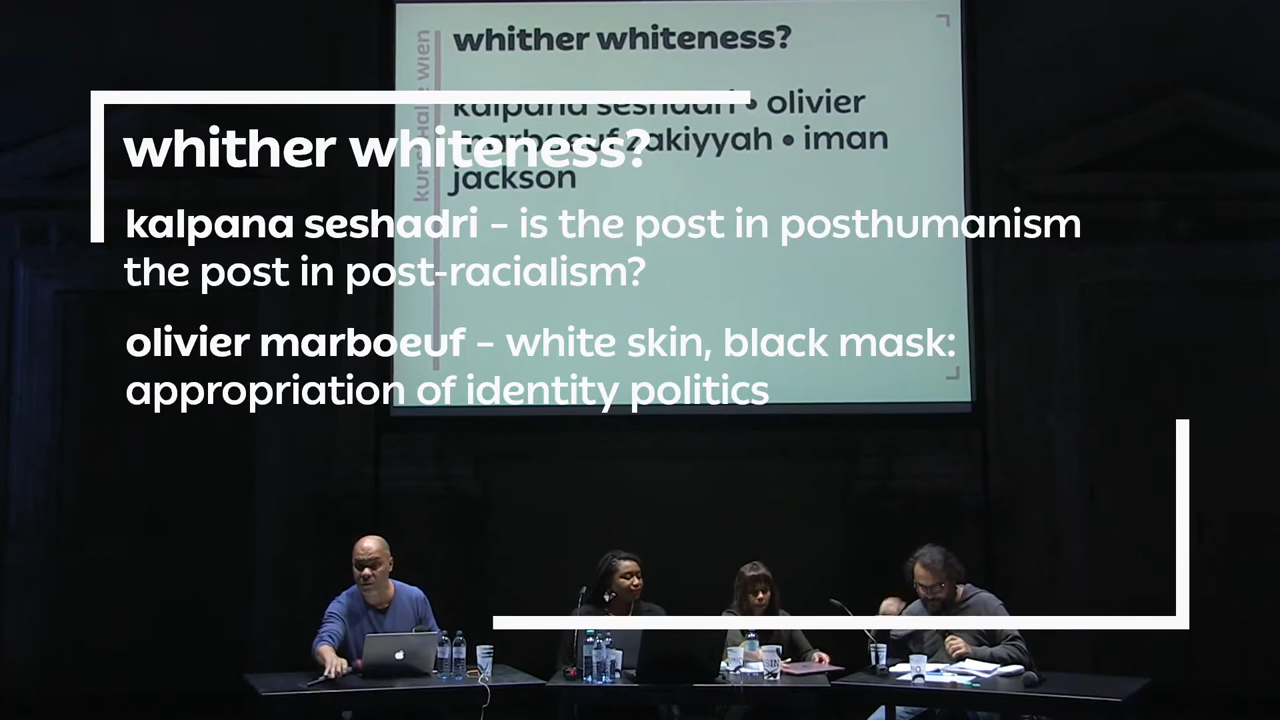 whither whiteness?
kalpana seshadri • olivier
marboeuf zakiyyah • iman
jackson
wien
whither whiteness?
kalpana seshadri – is the post in posthumanism
the post in post-racialism?
olivier marboeuf – white skin, black mask:
appropriation of identity politics